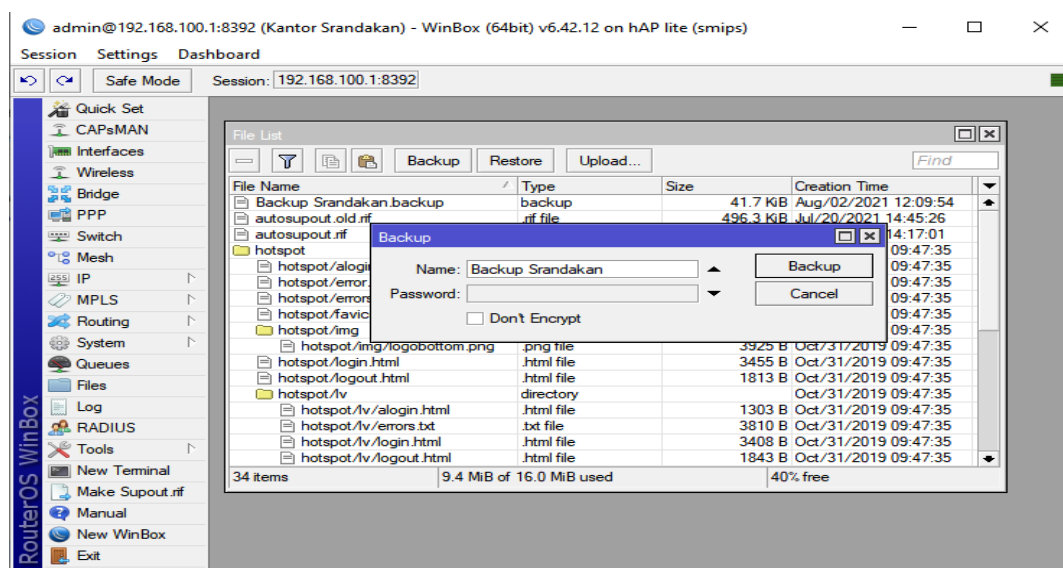 admin@192.168.100.1:8392 (Kantor Srandakan) - WinBox (64bit) v6.42.12 on hAP lite (smips)
Session Settings Dashboard
Safe Mode Session: 192.168.100.1:8392
Quick Set
CAPsMAN
Interfaces
Wireless
Bridge
PPP
Switch
Mesh
IP
MPLS
Routing
System
Queues
Files
Log
RADIUS
Tools
New Terminal
Make Supout.rif
Manual
New WinBox
Exit
RouterOS WinBox
File List
Backup Restore Upload... Find
File Name Type Size Creation Time
Backup Srandakan.backup backup 41.7 KiB Aug/02/2021 12:09:54
autosupout.old.rif .rif file 496.3 KiB Jul/20/2021 14:45:26
autosupout.rif 14:17:01
hotspot 09:47:35
09:47:35
09:47:35
09:47:35
09:47:35
hotspot/img 09:47:35
hotspot/img/logobottom.png .png file 3925 B Oct/31/2019 09:47:35
hotspot/login.html .html file 3455 B Oct/31/2019 09:47:35
hotspot/logout.html .html file 1813 B Oct/31/2019 09:47:35
hotspot/lv directory Oct/31/2019 09:47:35
hotspot/lv/alogin.html .html file 1303 B Oct/31/2019 09:47:35
hotspot/lv/errors.txt .txt file 3810 B Oct/31/2019 09:47:35
hotspot/lv/login.html .html file 3408 B Oct/31/2019 09:47:35
hotspot/lv/logout.html .html file 1843 B Oct/31/2019 09:47:35
34 items 9.4 MiB of 16.0 MiB used 40% free
Backup
Name: Backup Srandakan Backup
Password: Cancel
Don't Encrypt